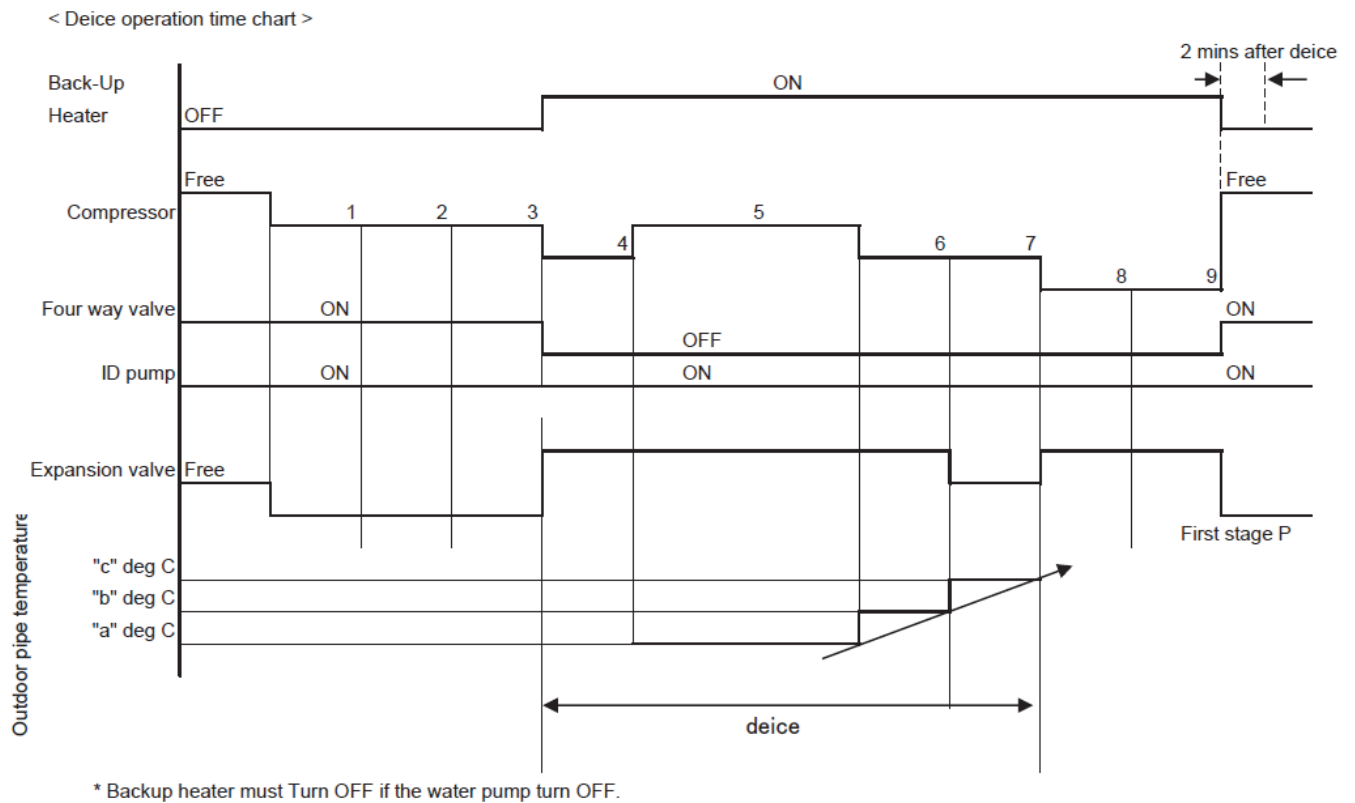 < Deice operation time chart >
2 mins after deice
Back-Up
Heater
ON
OFF
Free
Free
Compressor
1
2
3
4
5
6
7
8
9
Four way valve
ON
OFF
ON
ID pump
ON
ON
ON
Expansion valve
Free
First stage P
Outdoor pipe temperature
"c" deg C
"b" deg C
"a" deg C
deice
* Backup heater must Turn OFF if the water pump turn OFF.